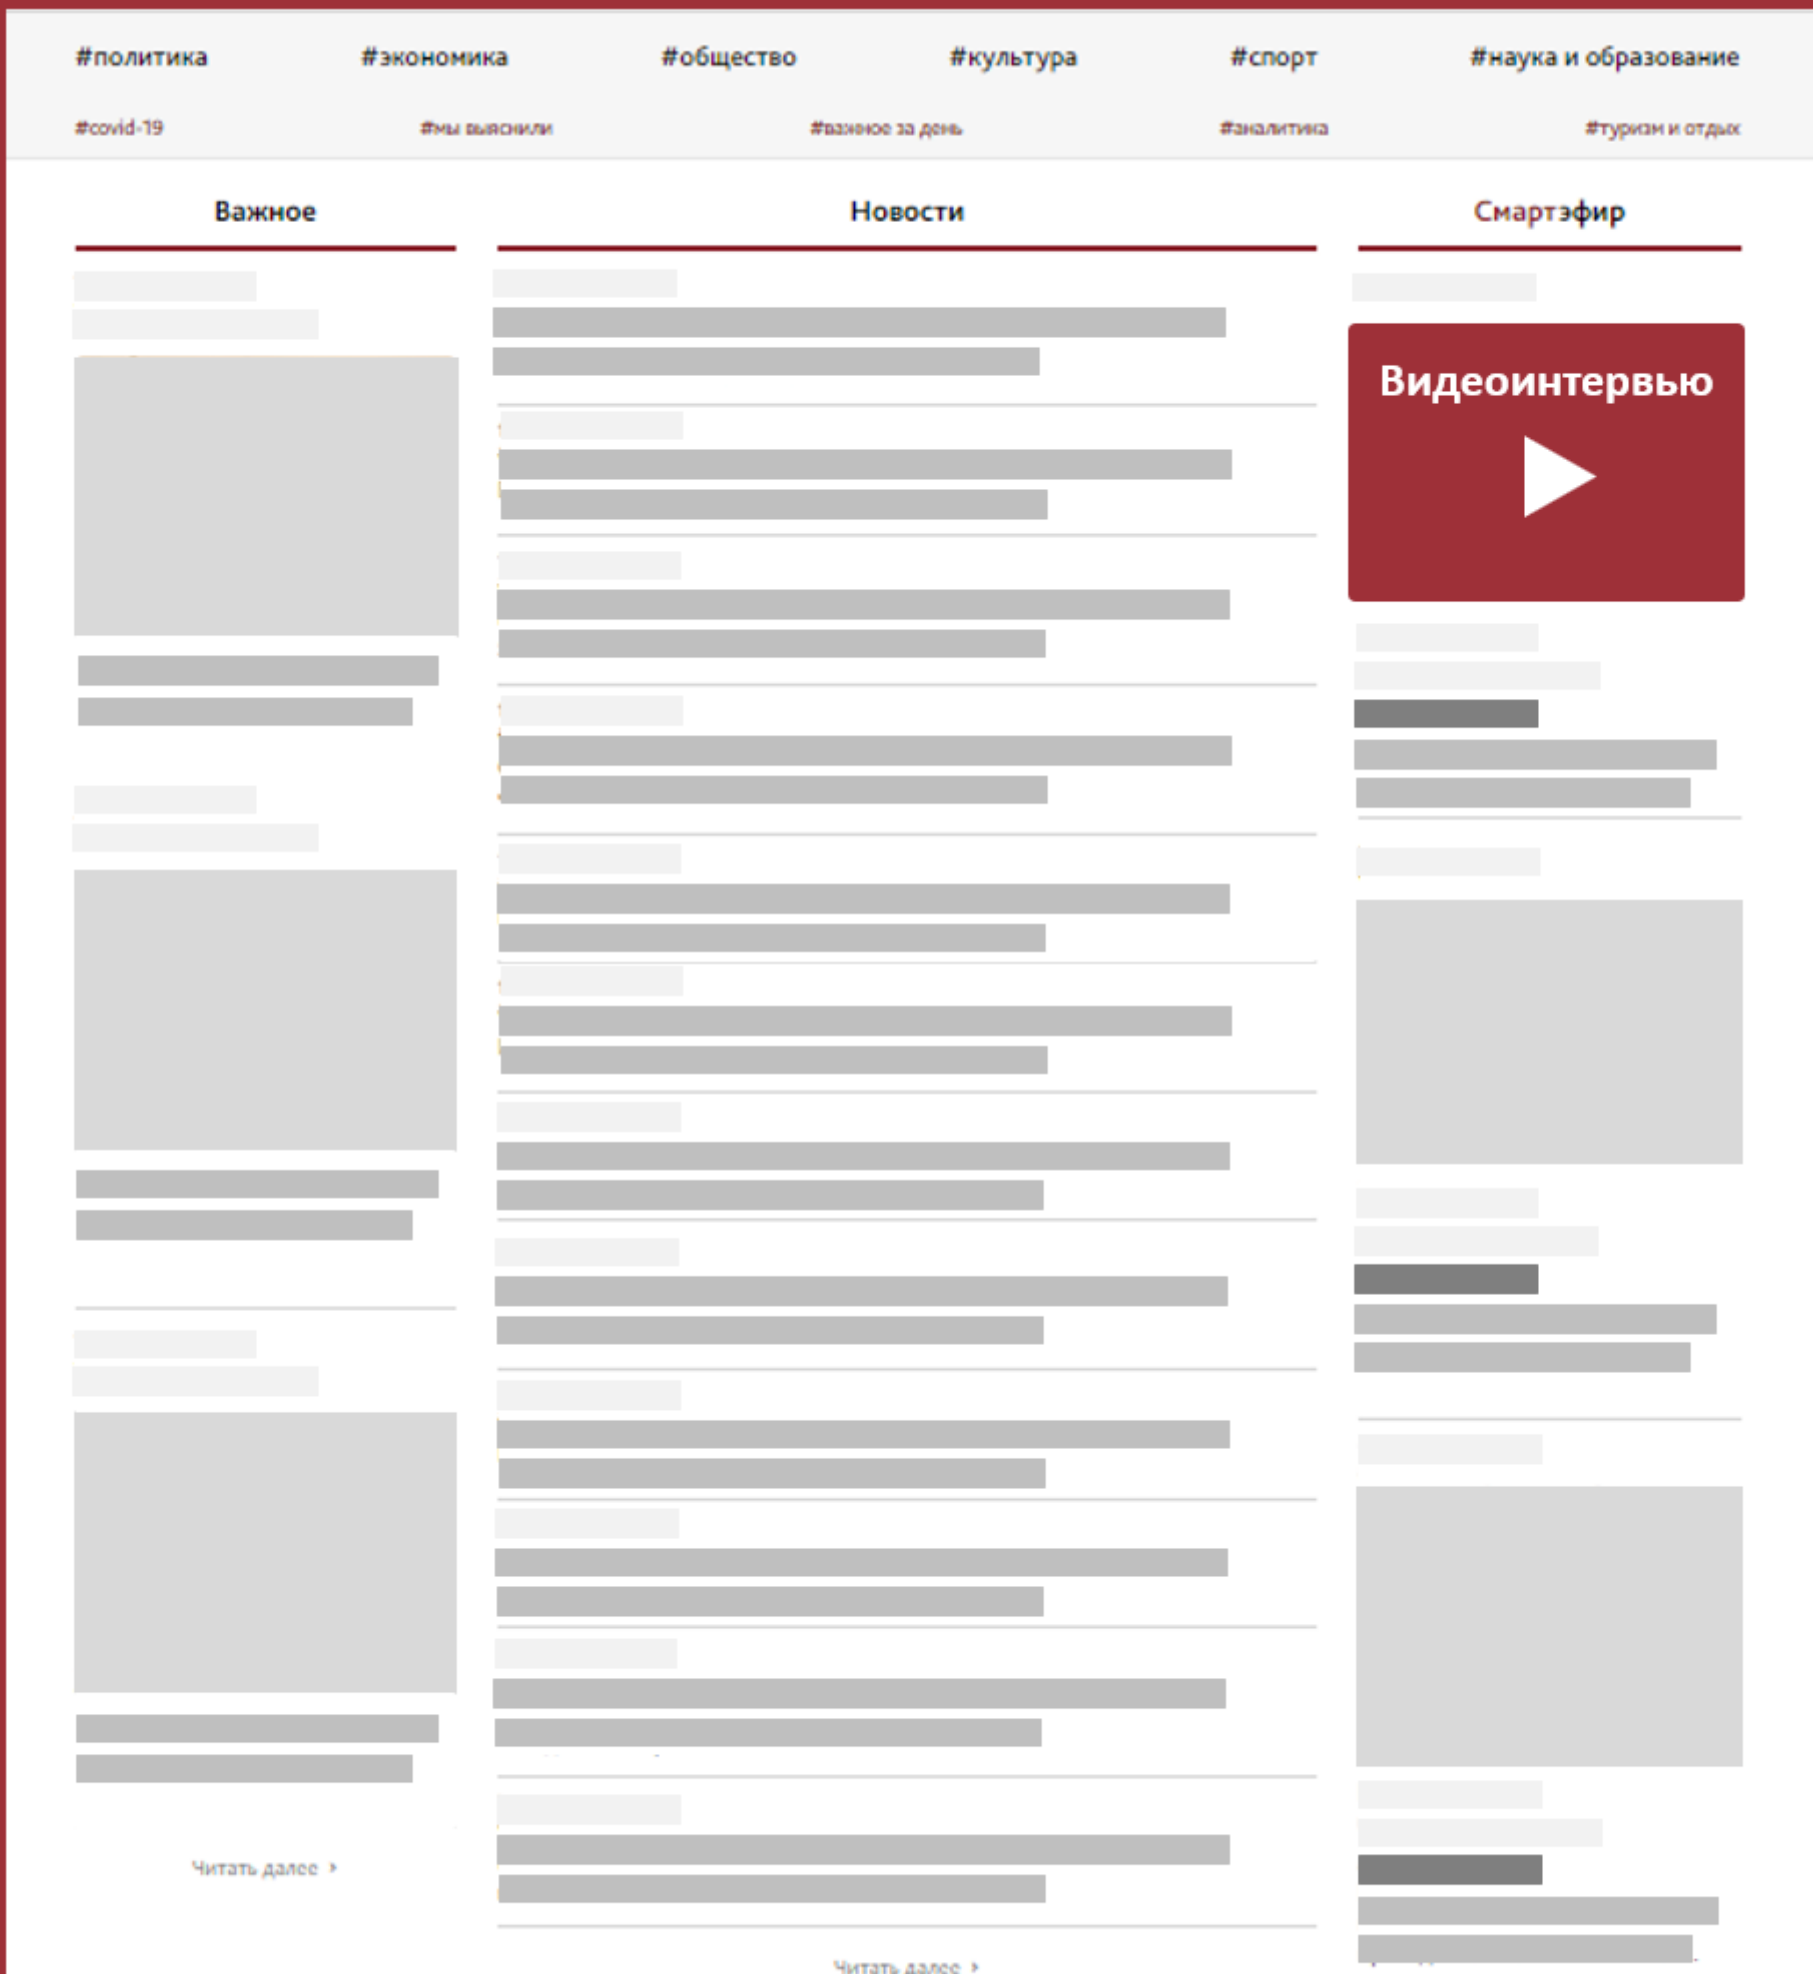 #политика #экономика #общество #культура #спорт #наука и образование
#covid-19 #мы выяснили #важное за день #аналитика #туризм и отдых
Важное Новости Смартэфир
Видеоинтервью
Читать далее
Читать далее